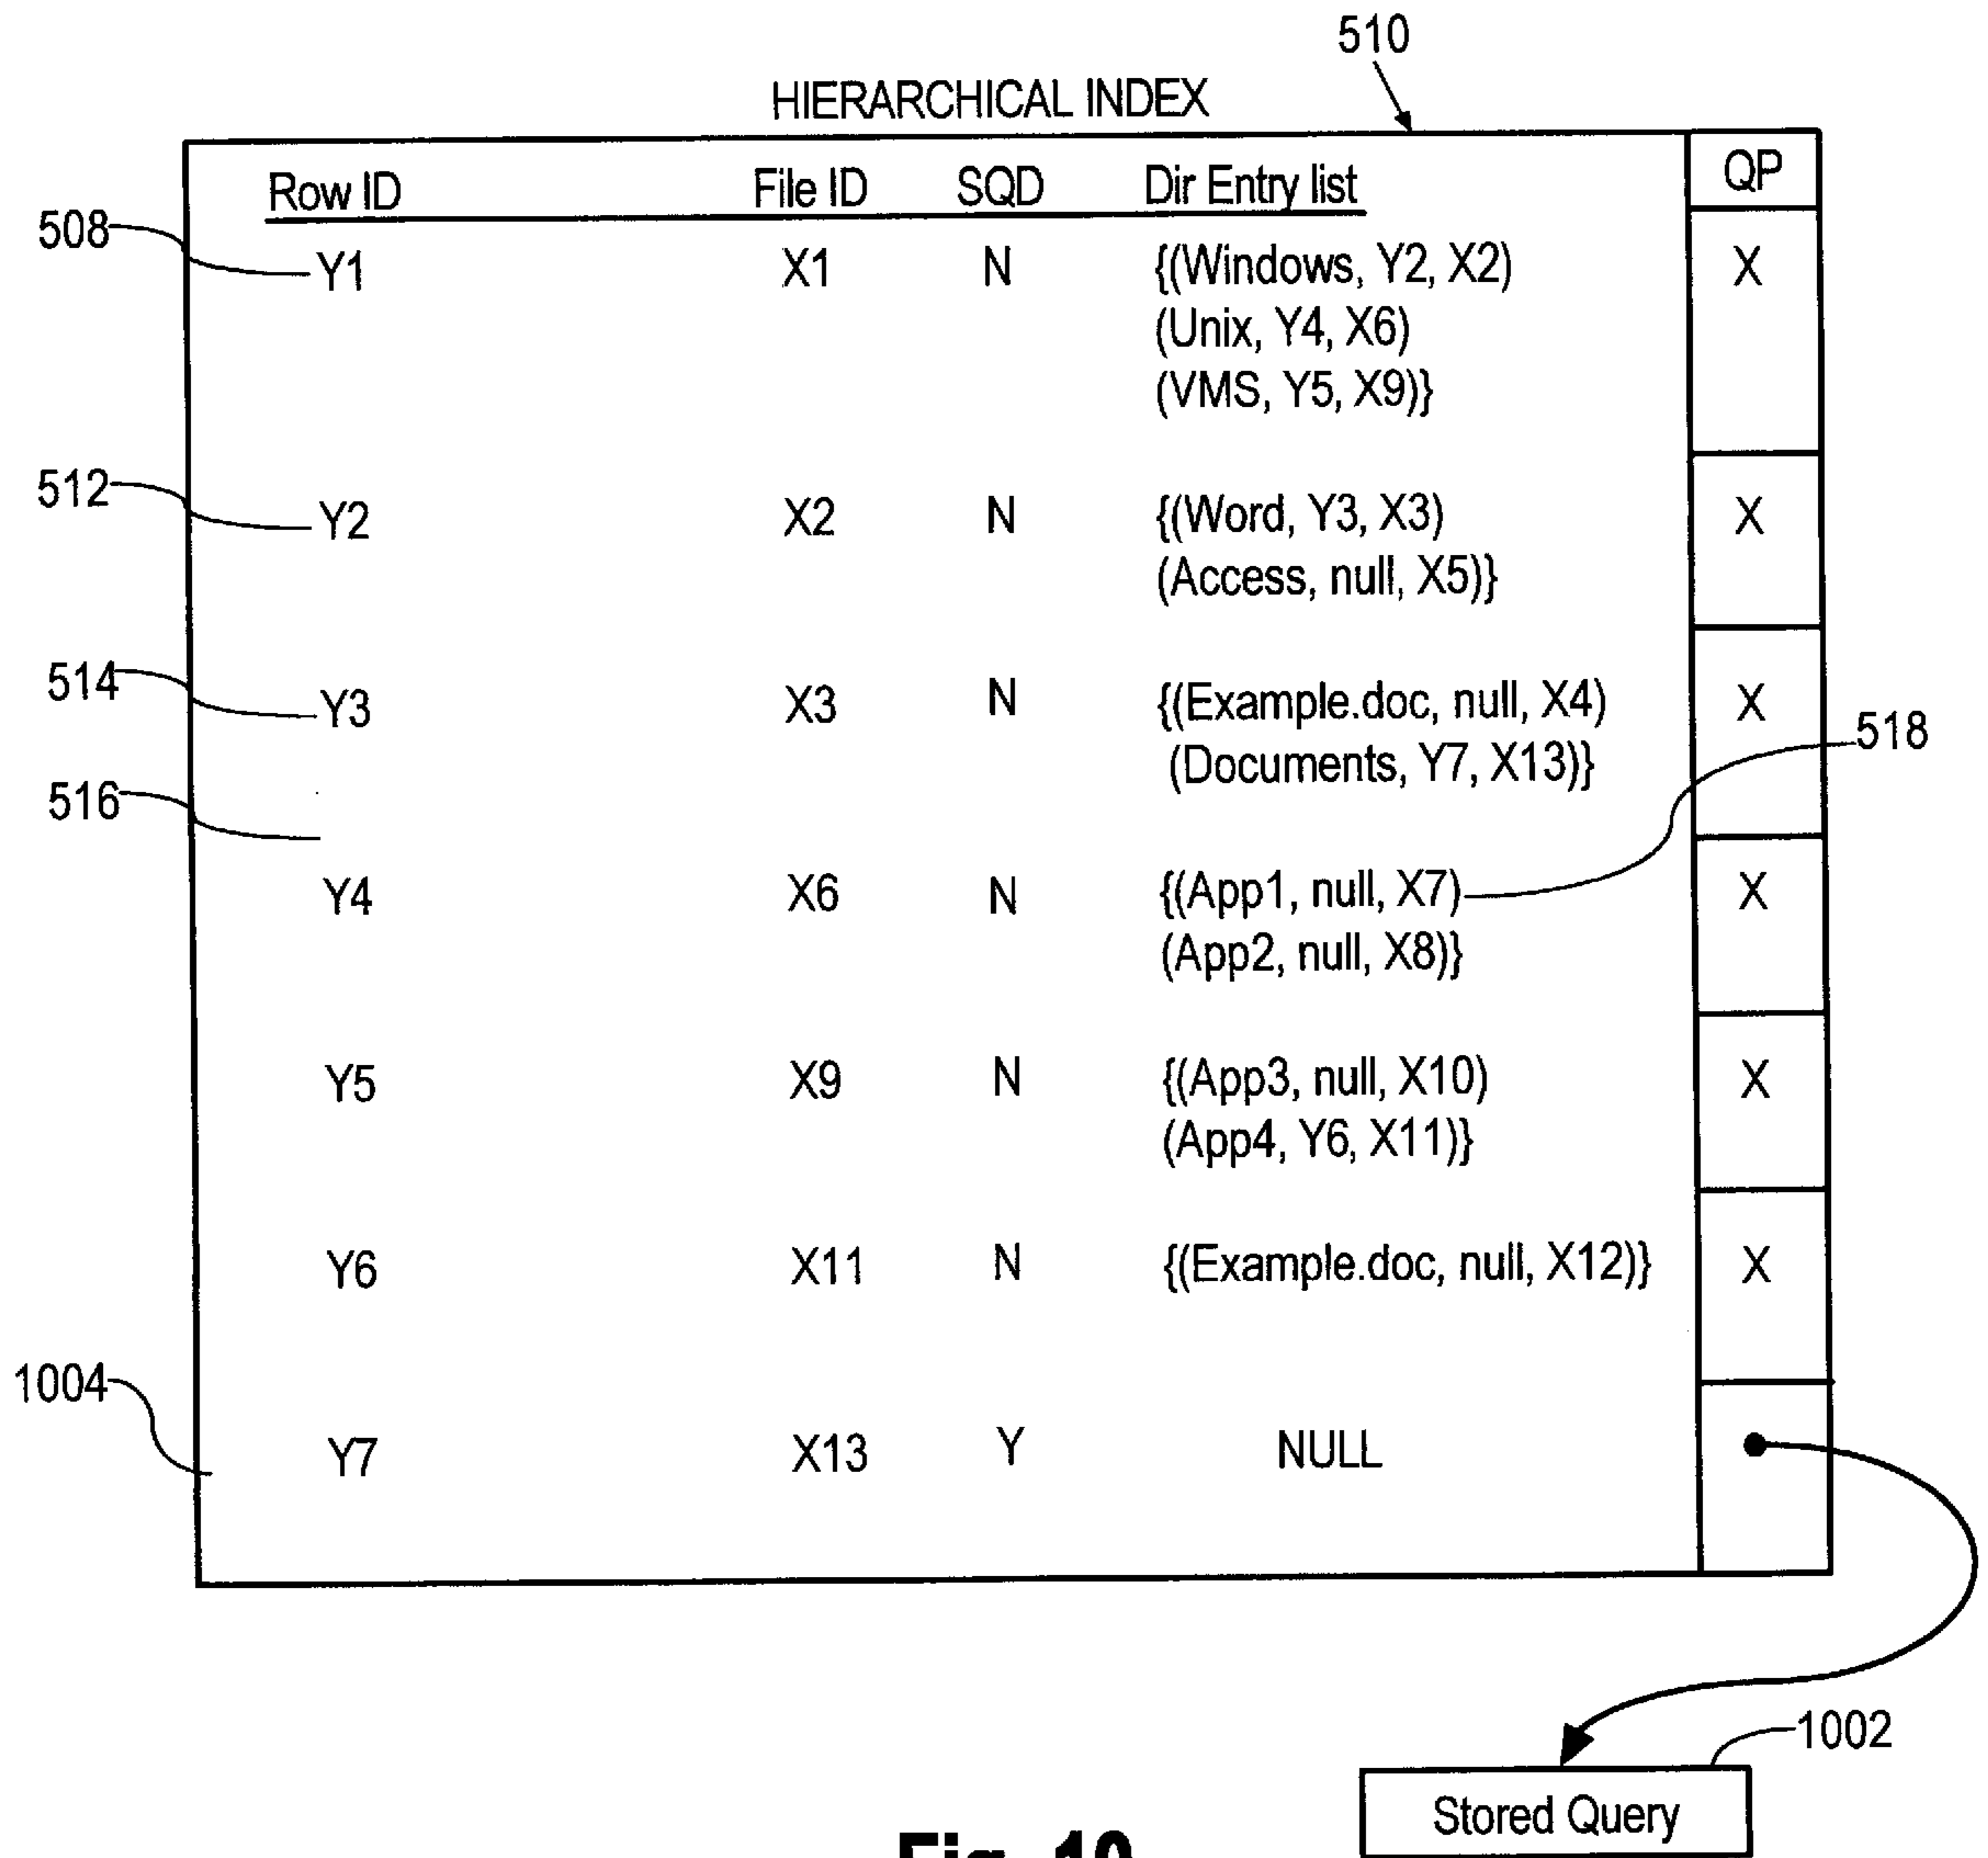 510
HIERARCHICAL INDEX
Row ID File ID SQD Dir Entry list QP
508 Y1 X1 N {(Windows, Y2, X2) X
(Unix, Y4, X6)
(VMS, Y5, X9)}
512 Y2 X2 N {(Word, Y3, X3) X
(Access, null, X5)}
514 Y3 X3 N {(Example.doc, null, X4) X
518
(Documents, Y7, X13)}
516
Y4 X6 N {(App1, null, X7) X
(App2, null, X8)}
Y5 X9 N {(App3, null, X10) X
(App4, Y6, X11)}
Y6 X11 N {(Example.doc, null, X12)} X
1004 Y7 X13 Y NULL
1002
Stored Query
Fig. 10